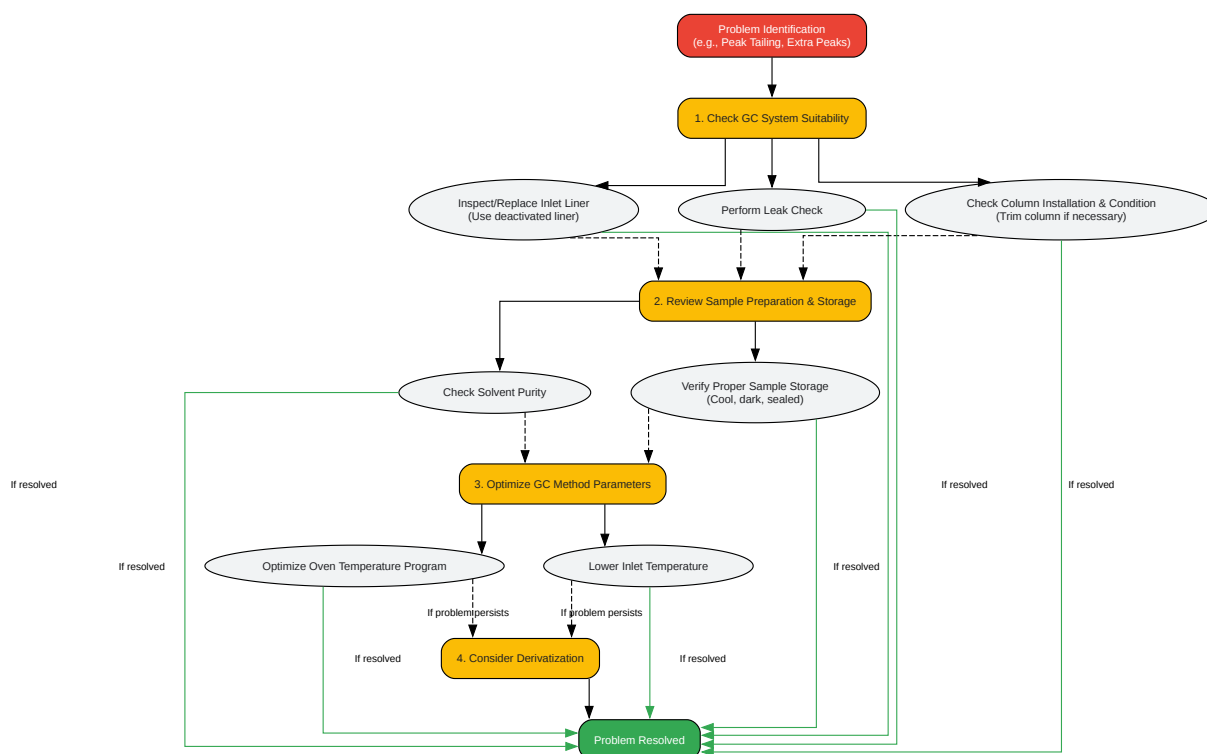 Problem Identification
(e.g., Peak Tailing, Extra Peaks)
1. Check GC System Suitability
Inspect/Replace Inlet Liner
(Use deactivated liner)
Perform Leak Check
Check Column Installation & Condition
(Trim column if necessary)
2. Review Sample Preparation & Storage
Check Solvent Purity
Verify Proper Sample Storage
(Cool, dark, sealed)
3. Optimize GC Method Parameters
If resolved
If resolved
If resolved
Optimize Oven Temperature Program
Lower Inlet Temperature
If resolved
If resolved
If problem persists
If problem persists
4. Consider Derivatization
If resolved
If resolved
Problem Resolved